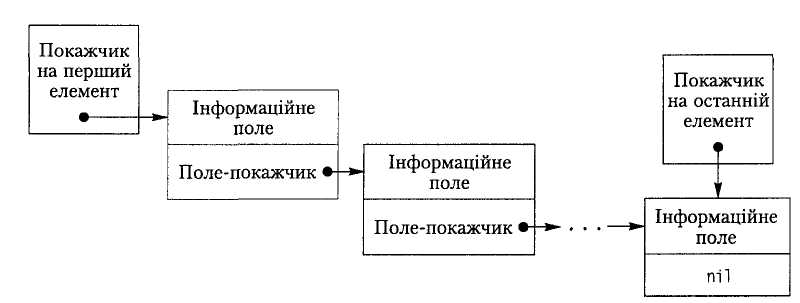 Покажчик
на перший
елемент
Інформаційне
поле
Поле-покажчик
Інформаційне
поле
Поле-покажчик
. . .
Покажчик
на останній
елемент
Інформаційне
поле
nil